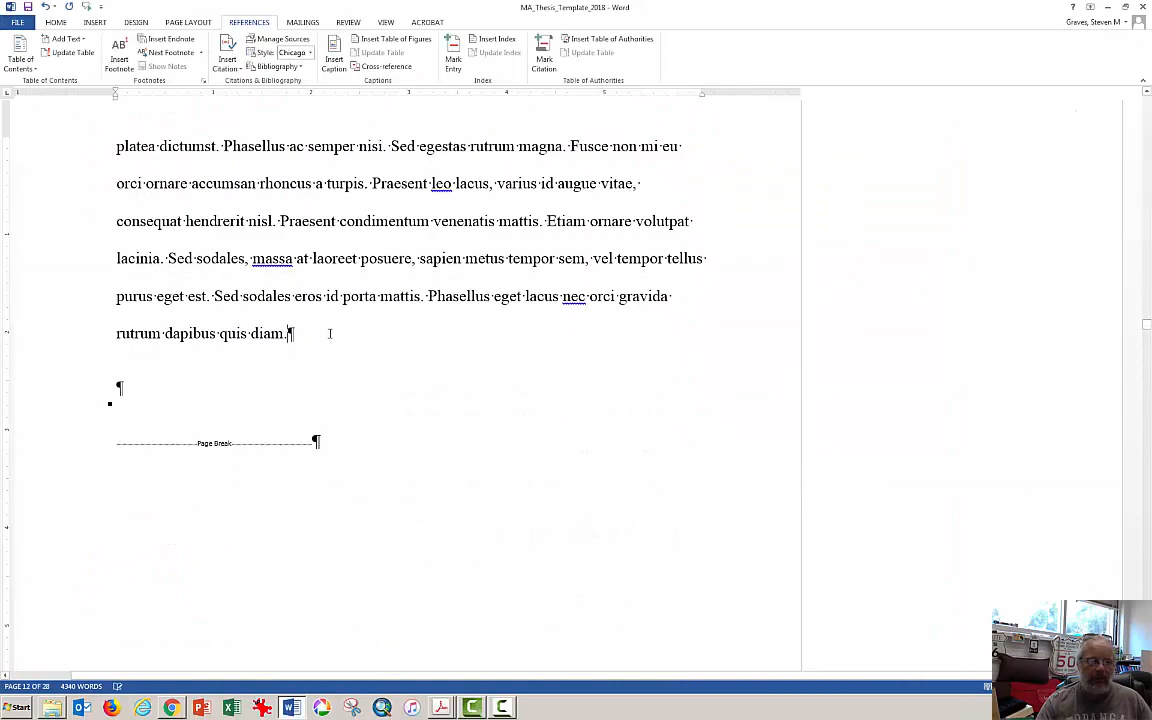 MA_Thesis_Template_2018 - Word
FILE HOME INSERT DESIGN PAGE LAYOUT REFERENCES MAILINGS REVIEW VIEW ACROBAT
Graves, Steven M
Table of Contents
Add Text
Update Table
Table of Contents
AB¹ Insert Footnote
Insert Endnote
Next Footnote
Show Notes
Footnotes
Insert Citation
Manage Sources
Style: Chicago
Bibliography
Citations & Bibliography
Insert Caption
Insert Table of Figures
Update Table
Cross-reference
Captions
Mark Entry
Insert Index
Update Index
Index
Mark Citation
Insert Table of Authorities
Update Table
Table of Authorities
platea dictumst. Phasellus ac semper nisi. Sed egestas rutrum magna. Fusce non mi eu
orci ornare accumsan rhoncus a turpis. Praesent leo lacus, varius id augue vitae,
consequat hendrerit nisl. Praesent condimentum venenatis mattis. Etiam ornare volutpat
lacinia. Sed sodales, massa at laoreet posuere, sapien metus tempor sem, vel tempor tellus
purus eget est. Sed sodales eros id porta mattis. Phasellus eget lacus nec orci gravida
rutrum dapibus quis diam.¶
¶
Page Break ¶
PAGE 12 OF 28 4340 WORDS
Start
50